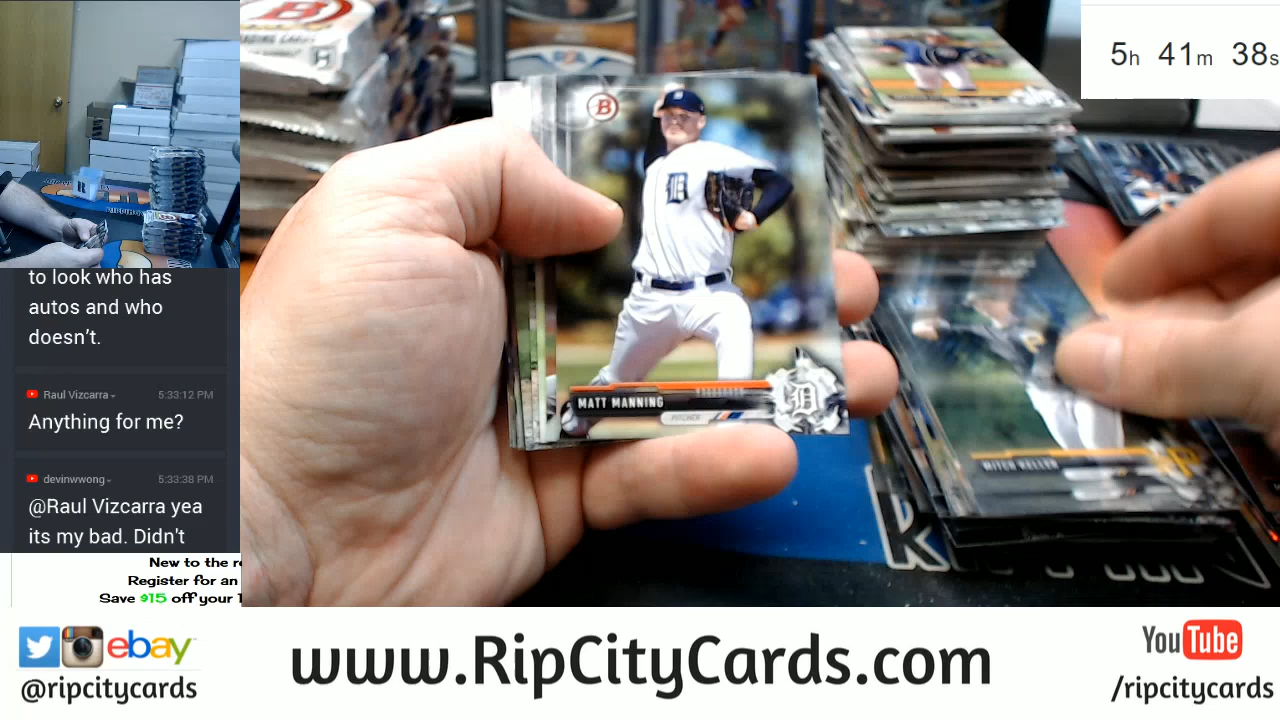 5h 41m 38s
B
D
MATT MANNING
PITCHER
D
MITCH KELLER
P
to look who has
autos and who
doesn't.
Raul Vizcarra
5:33:12 PM
Anything for me?
devinwwong
5:33:38 PM
@Raul Vizcarra yea
its my bad. Didn't
New to the
Register for an
Save $15 off your
ebay
@ripcitycards
www.RipCityCards.com
YouTube
/ripcitycards